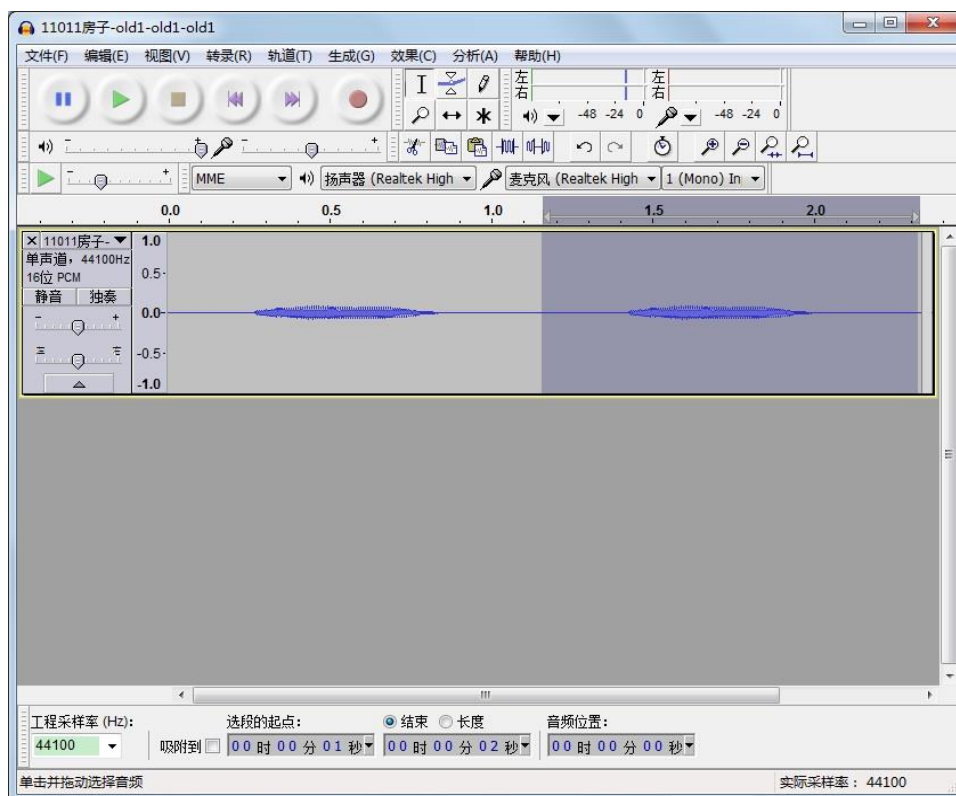 11011房子-old1-old1-old1
文件(F) 编辑(E) 视图(V) 转录(R) 轨道(T) 生成(G) 效果(C) 分析(A) 帮助(H)
左 左
右 右
-48 -24 0 -48 -24 0
MME 扬声器 (Realtek High 麦克风 (Realtek High 1 (Mono) In
0.0 0.5 1.0 1.5 2.0
11011房子- 1.0
单声道，44100Hz
16位 PCM 0.5
静音 独奏
- + 0.0
左 右 -0.5
-1.0
工程采样率 (Hz): 选段的起点: 结束 长度 音频位置:
44100 吸附到 00 时 00 分 01 秒 00 时 00 分 02 秒 00 时 00 分 00 秒
单击并拖动选择音频 实际采样率: 44100